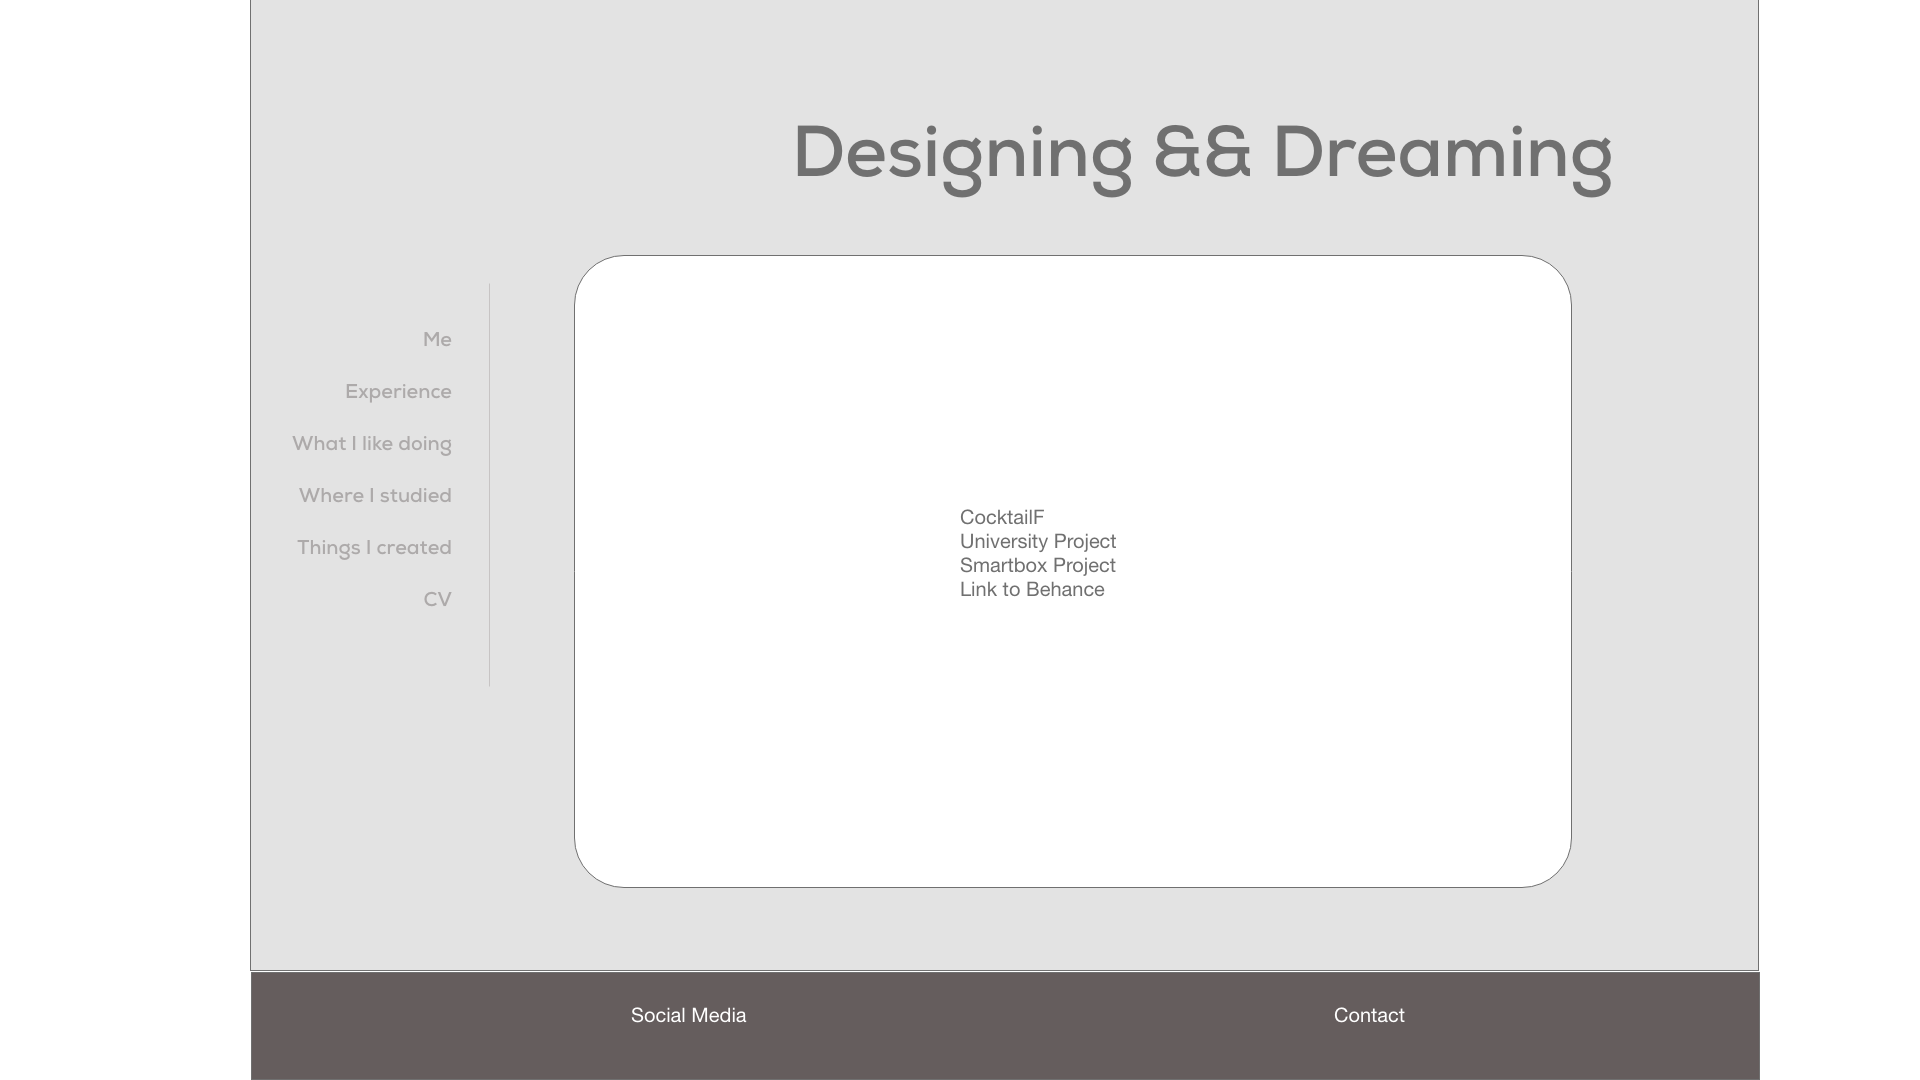 Designing && Dreaming
Me
Experience
What I like doing
Where I studied
Things I created
CV
CocktailF
University Project
Smartbox Project
Link to Behance
Social Media
Contact